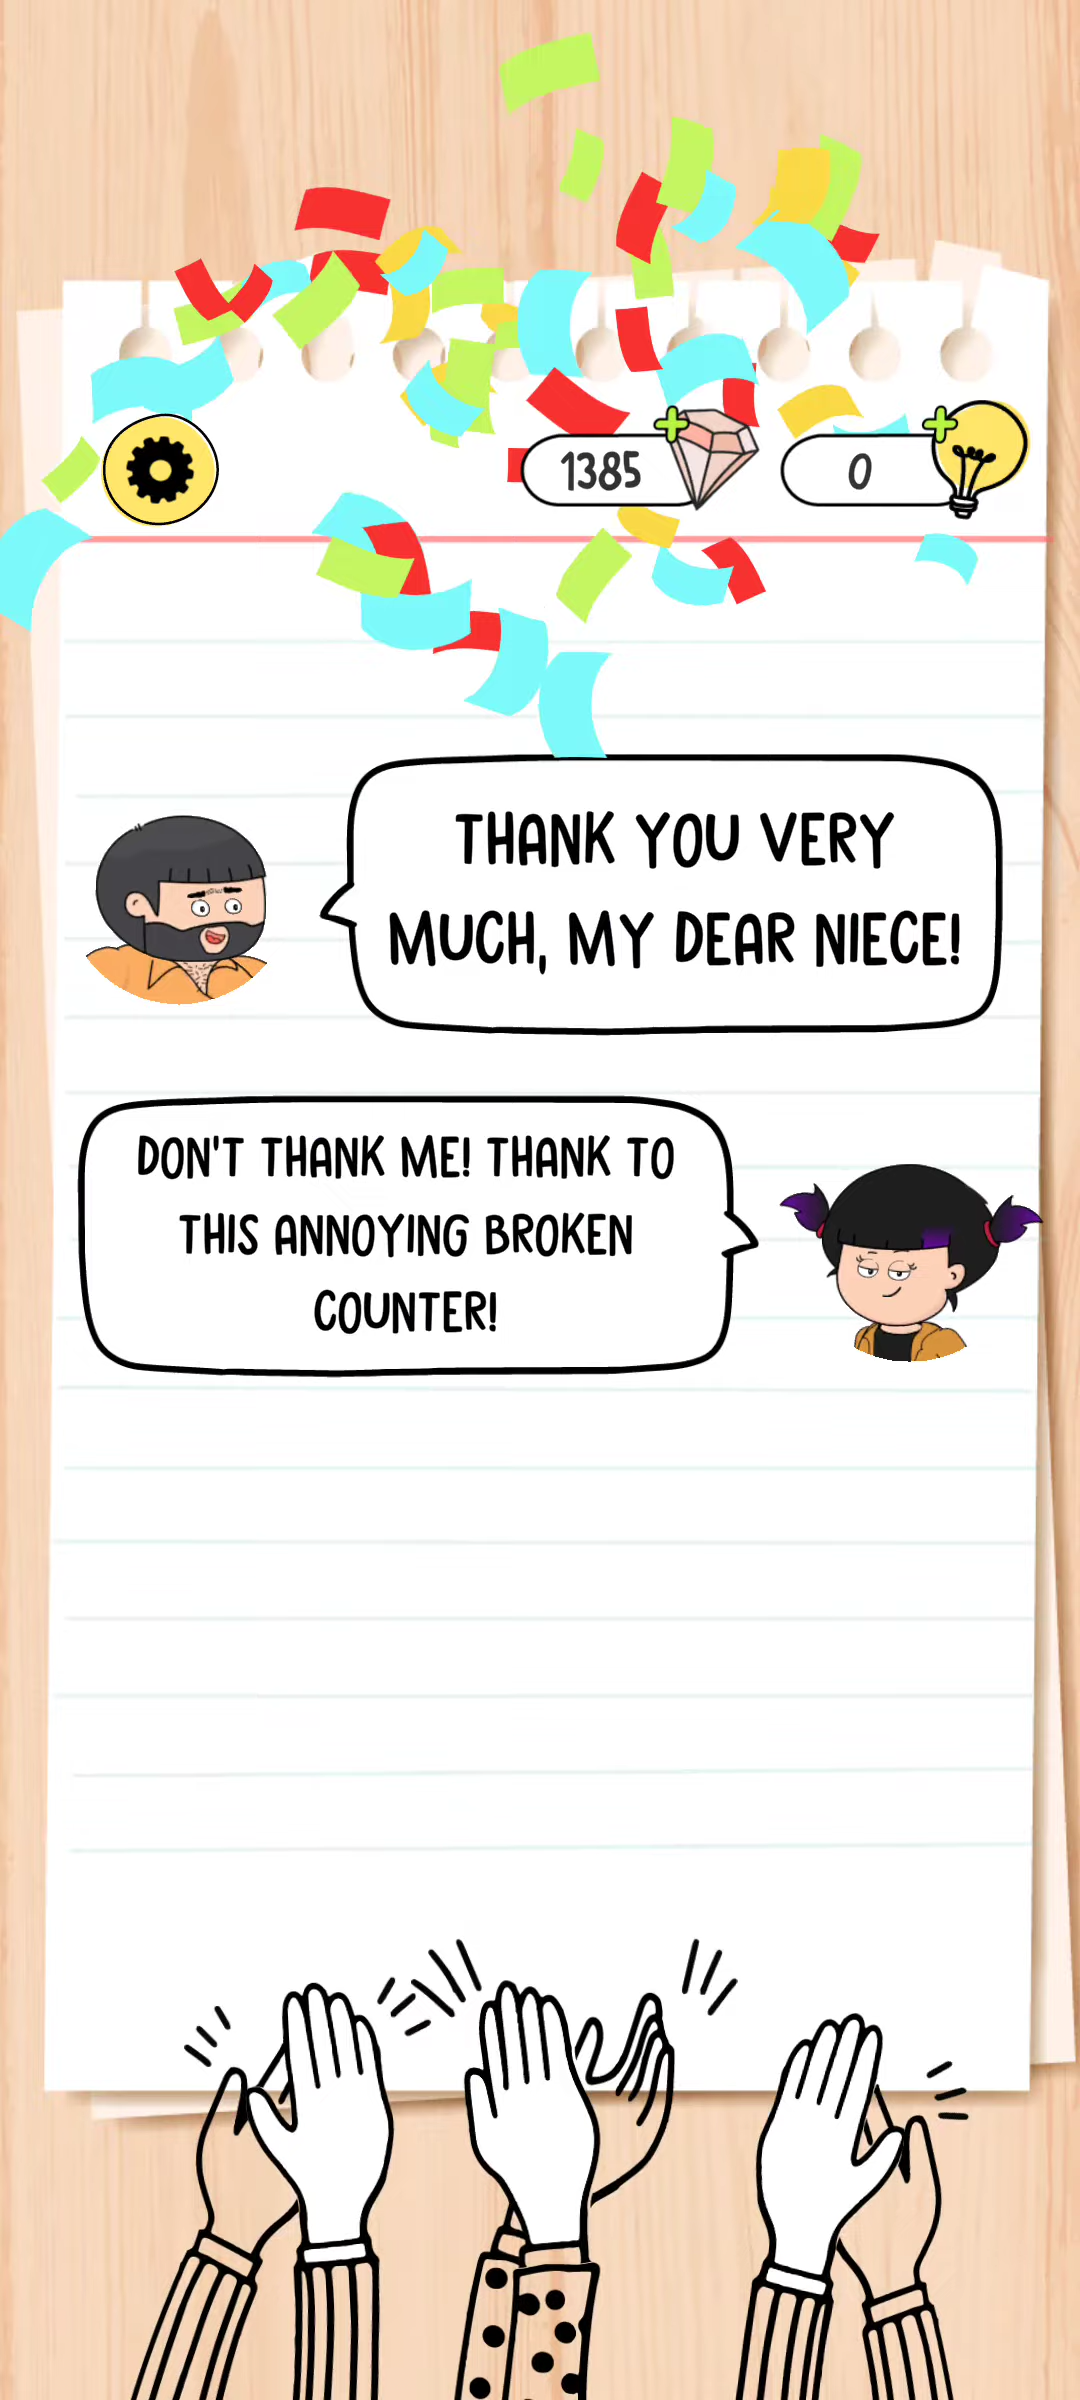 1385
0
THANK YOU VERY
MUCH, MY DEAR NIECE!
DON'T THANK ME! THANK TO
THIS ANNOYING BROKEN
COUNTER!